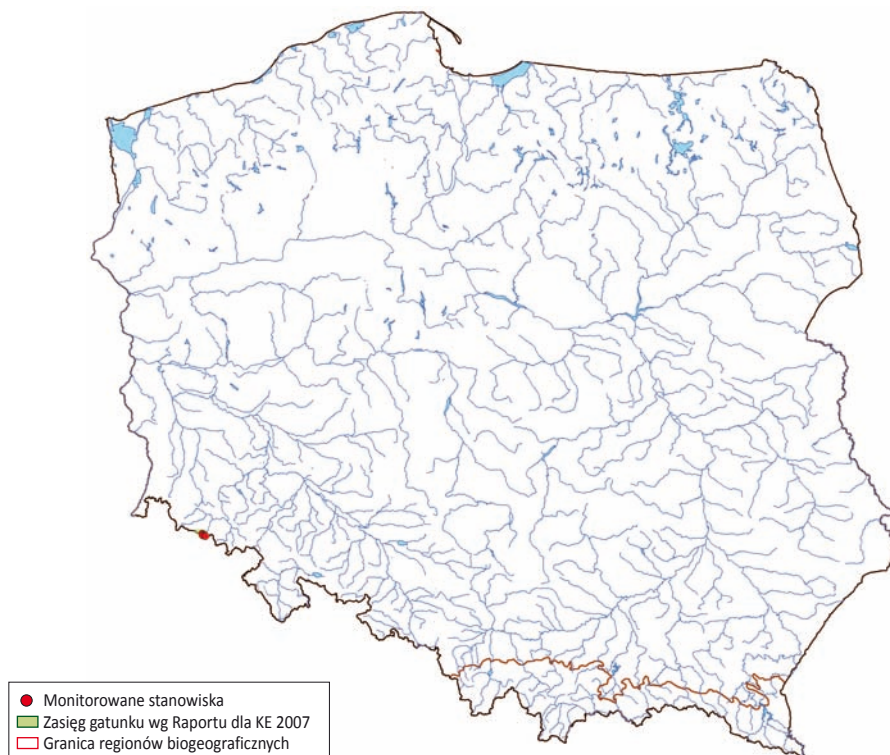 Monitorowane stanowiska
Zasięg gatunku wg Raportu dla KE 2007
Granica regionów biogeograficznych